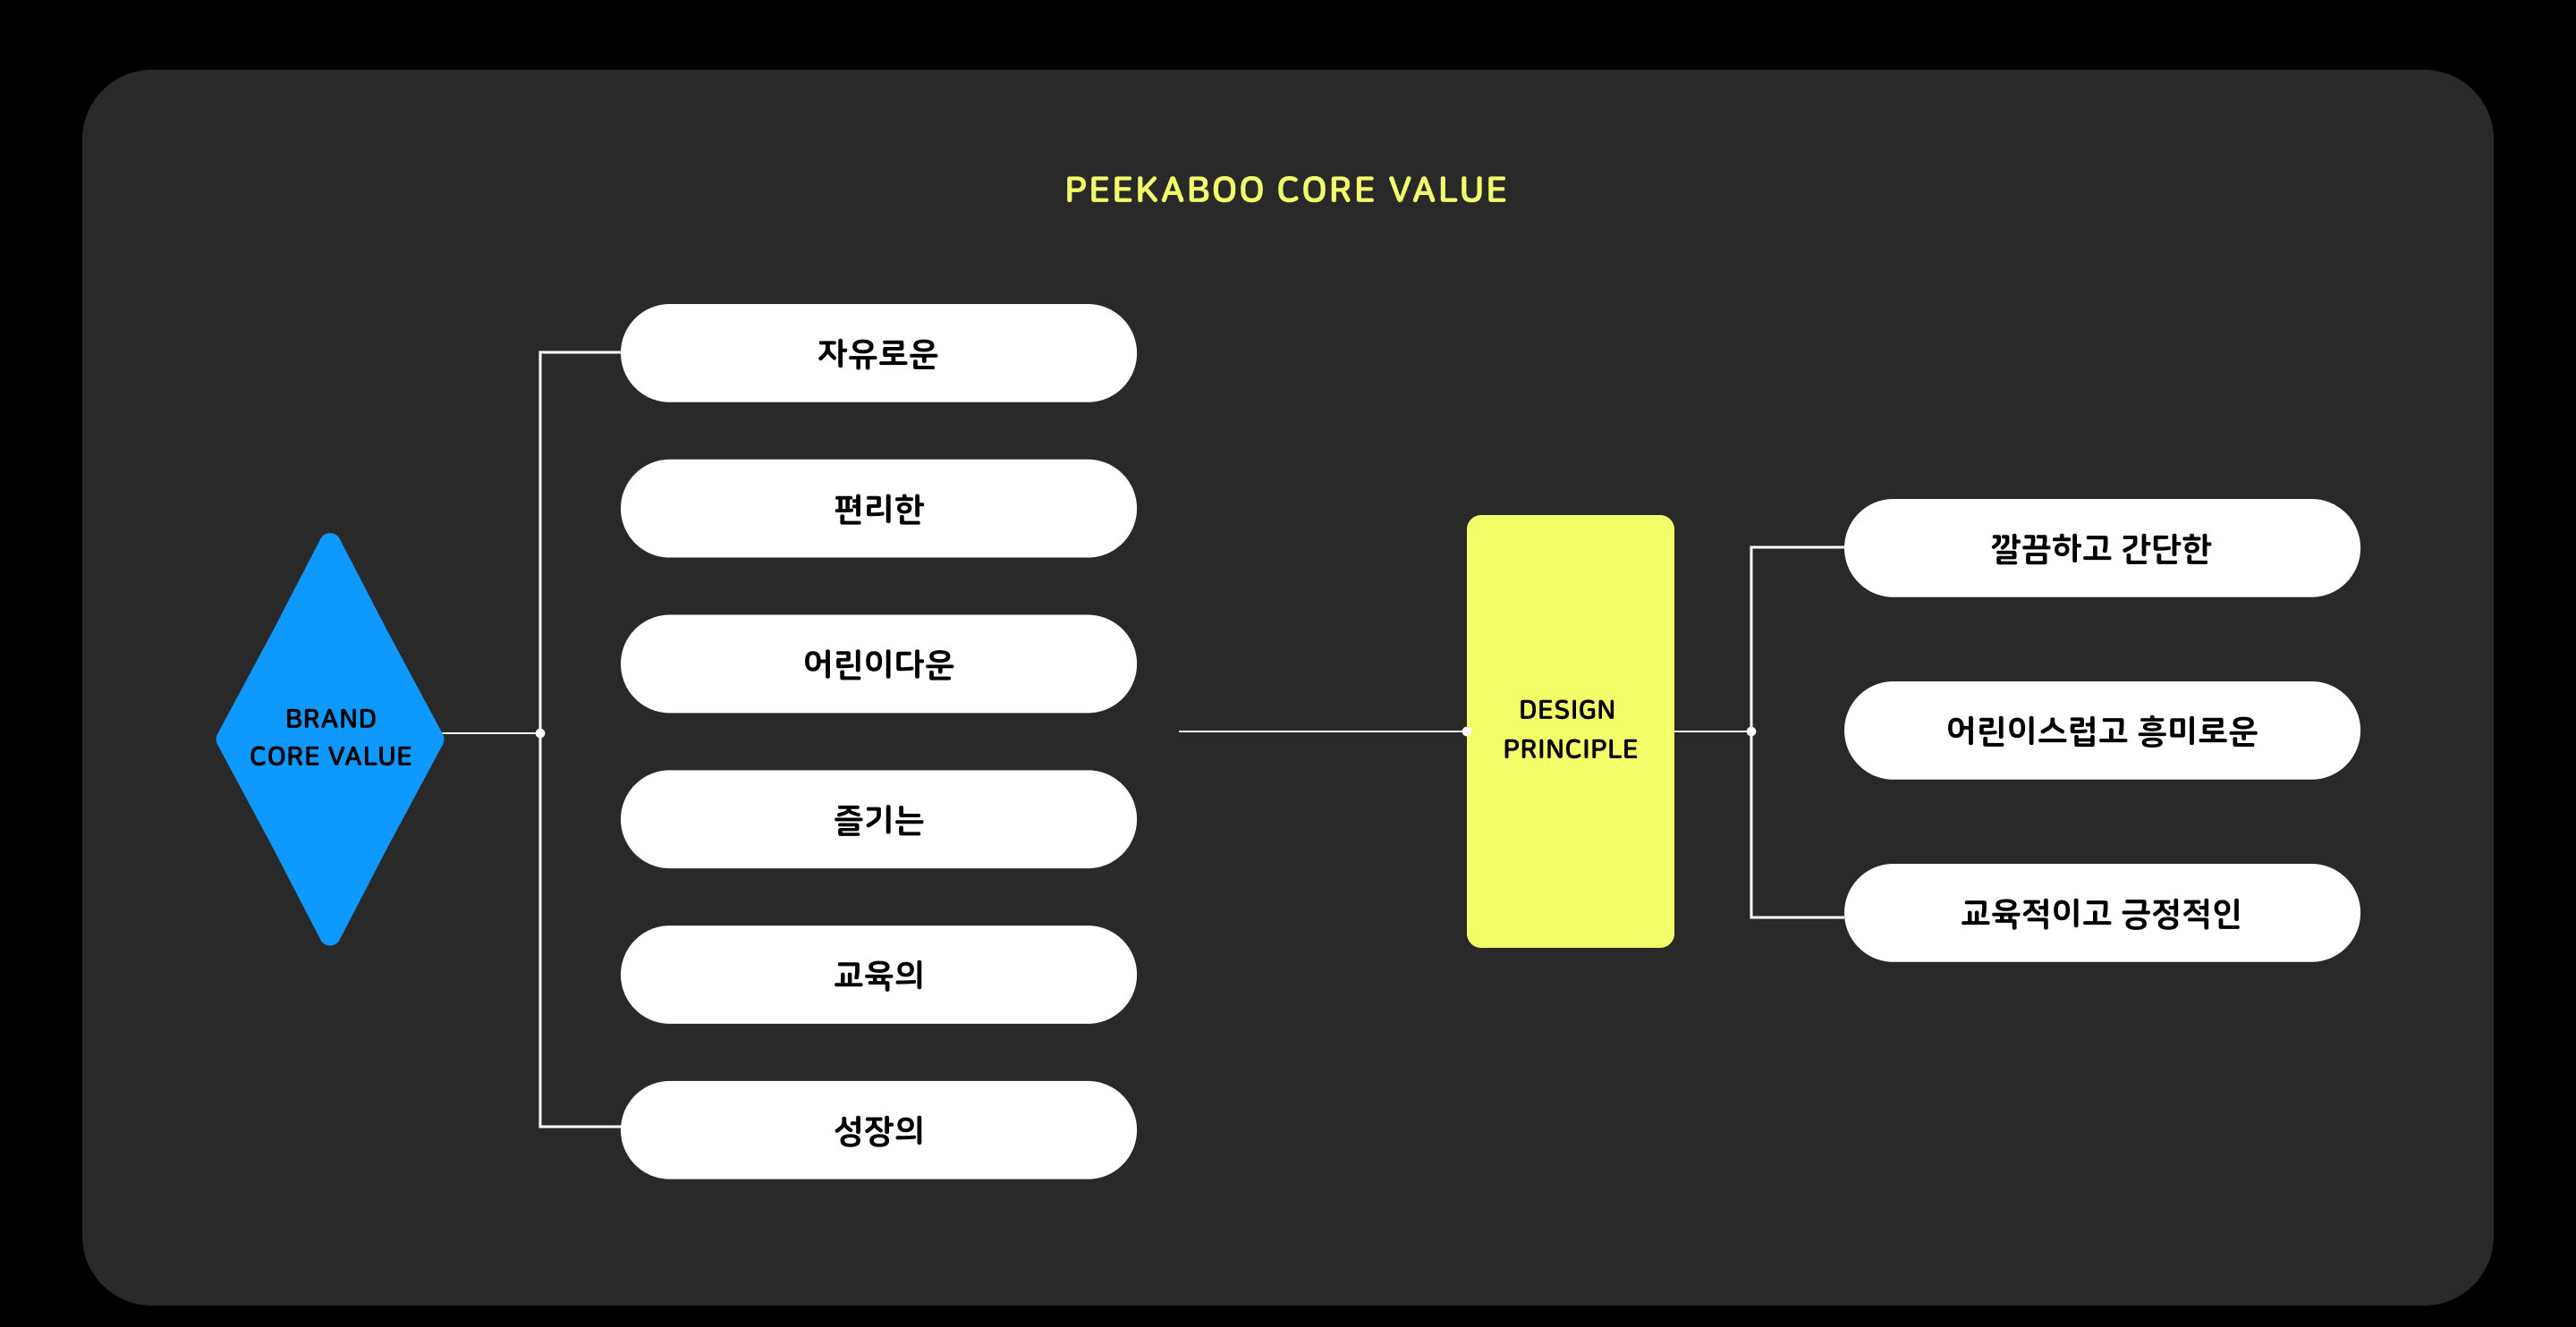 PEEKABOO CORE VALUE
BRAND
CORE VALUE
자유로운
편리한
어린이다운
즐기는
교육의
성장의
DESIGN
PRINCIPLE
깔끔하고 간단한
어린이스럽고 흥미로운
교육적이고 긍정적인